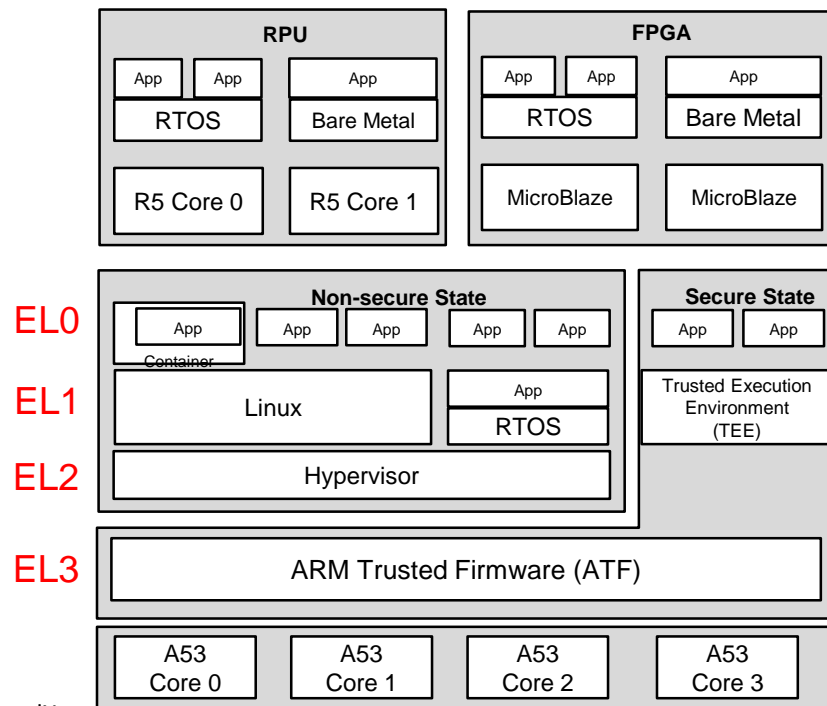 RPU
App
App
App
RTOS
Bare Metal
R5 Core 0
R5 Core 1
FPGA
App
App
App
RTOS
Bare Metal
MicroBlaze
MicroBlaze
Non-secure State
Secure State
EL0
App
App
App
App
App
App
App
Container
EL1
Linux
App
RTOS
Trusted Execution
Environment
(TEE)
EL2
Hypervisor
EL3
ARM Trusted Firmware (ATF)
A53
Core 0
A53
Core 1
A53
Core 2
A53
Core 3